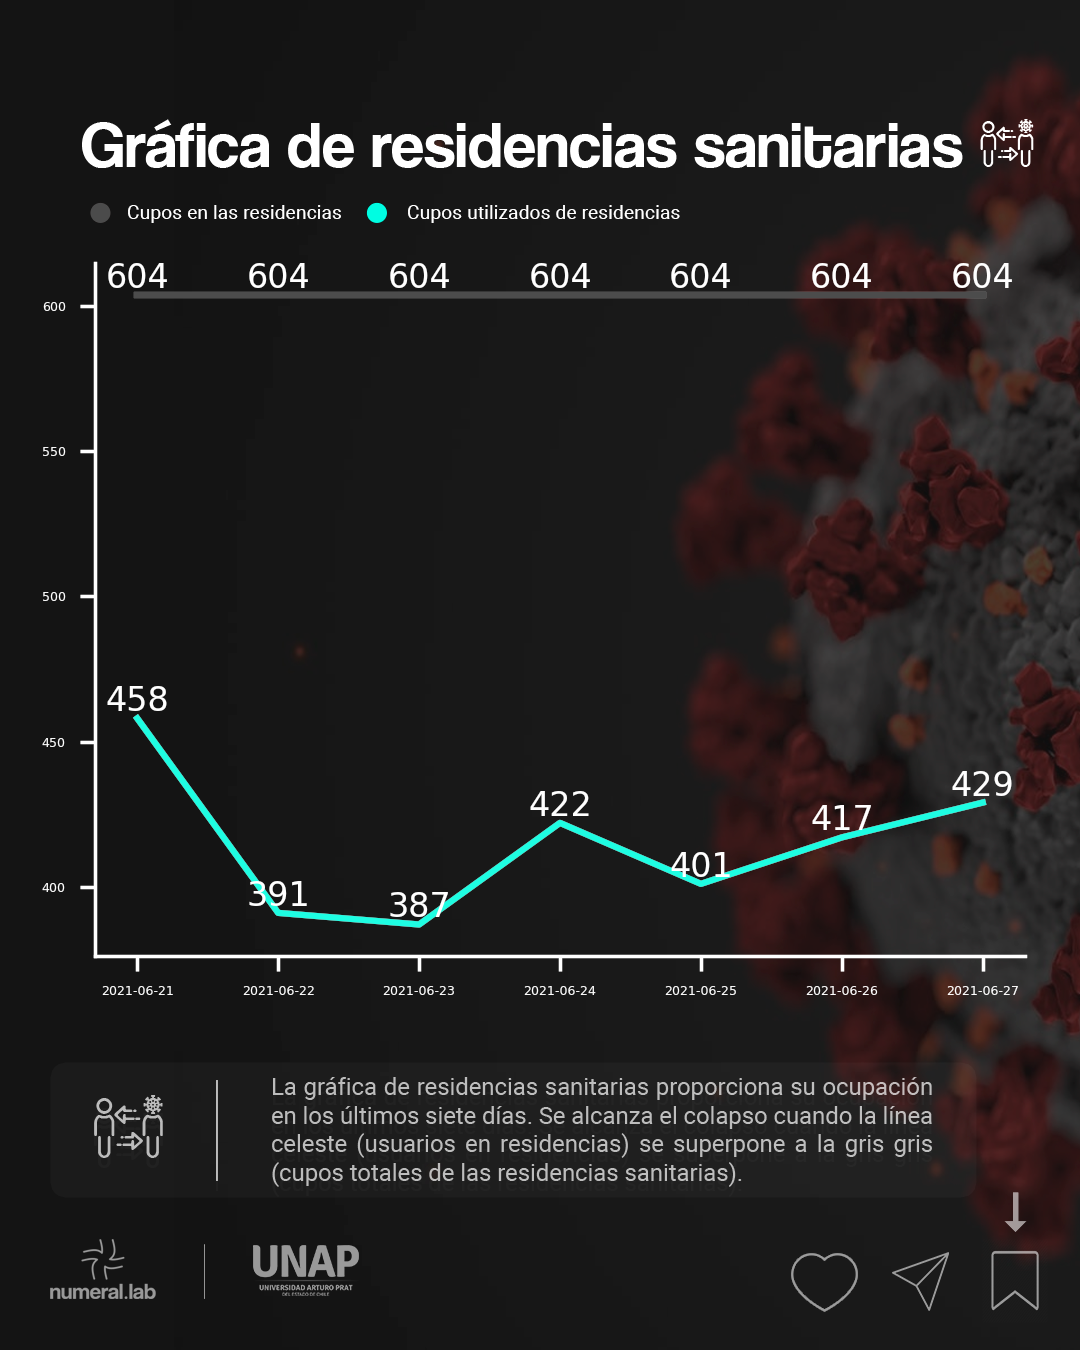 Gráfica de residencias sanitarias
Cupos en las residencias
Cupos utilizados de residencias
604 604 604 604 604 604 604
600
550
500
450
400
458
391
387
422
401
417
429
2021-06-21 2021-06-22 2021-06-23 2021-06-24 2021-06-25 2021-06-26 2021-06-27
La gráfica de residencias sanitarias proporciona su ocupación
en los últimos siete días. Se alcanza el colapso cuando la línea
celeste (usuarios en residencias) se superpone a la gris gris
(cupos totales de las residencias sanitarias).
numeral.lab
UNAP
UNIVERSIDAD ARTURO PRAT
DEL ESTADO DE CHILE